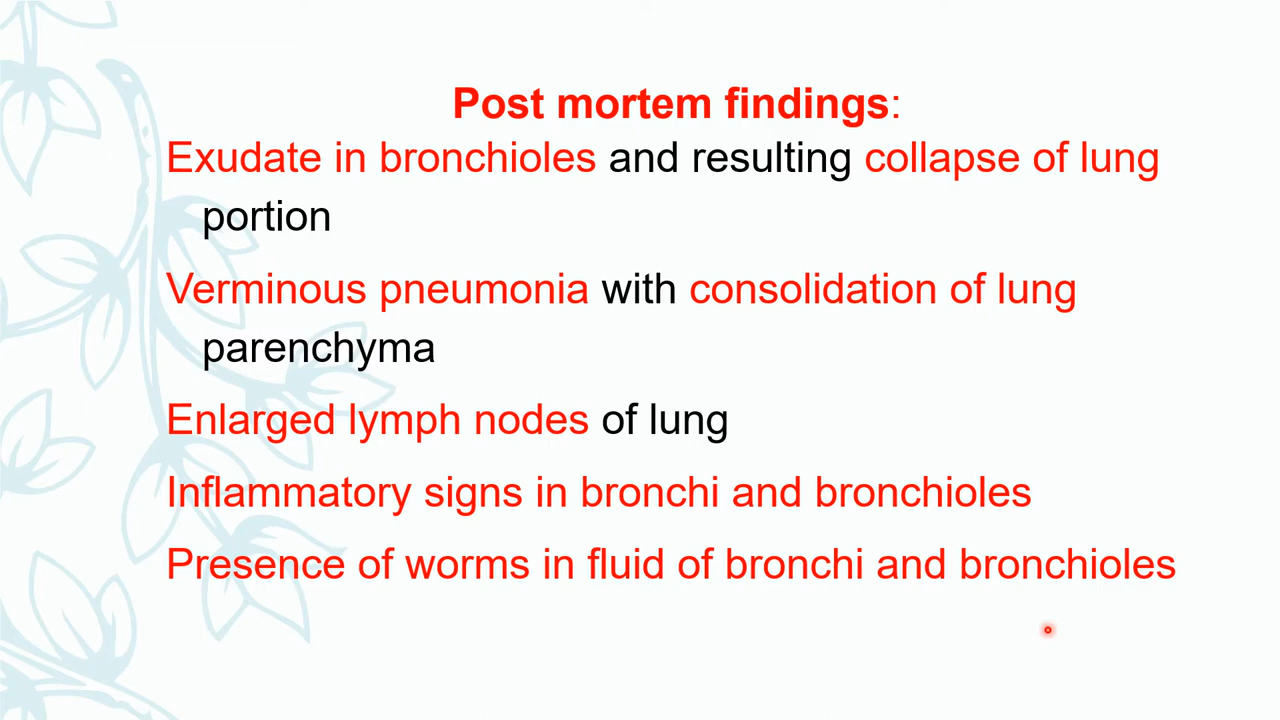 Post mortem findings:
Exudate in bronchioles and resulting collapse of lung
portion
Verminous pneumonia with consolidation of lung
parenchyma
Enlarged lymph nodes of lung
Inflammatory signs in bronchi and bronchioles
Presence of worms in fluid of bronchi and bronchioles